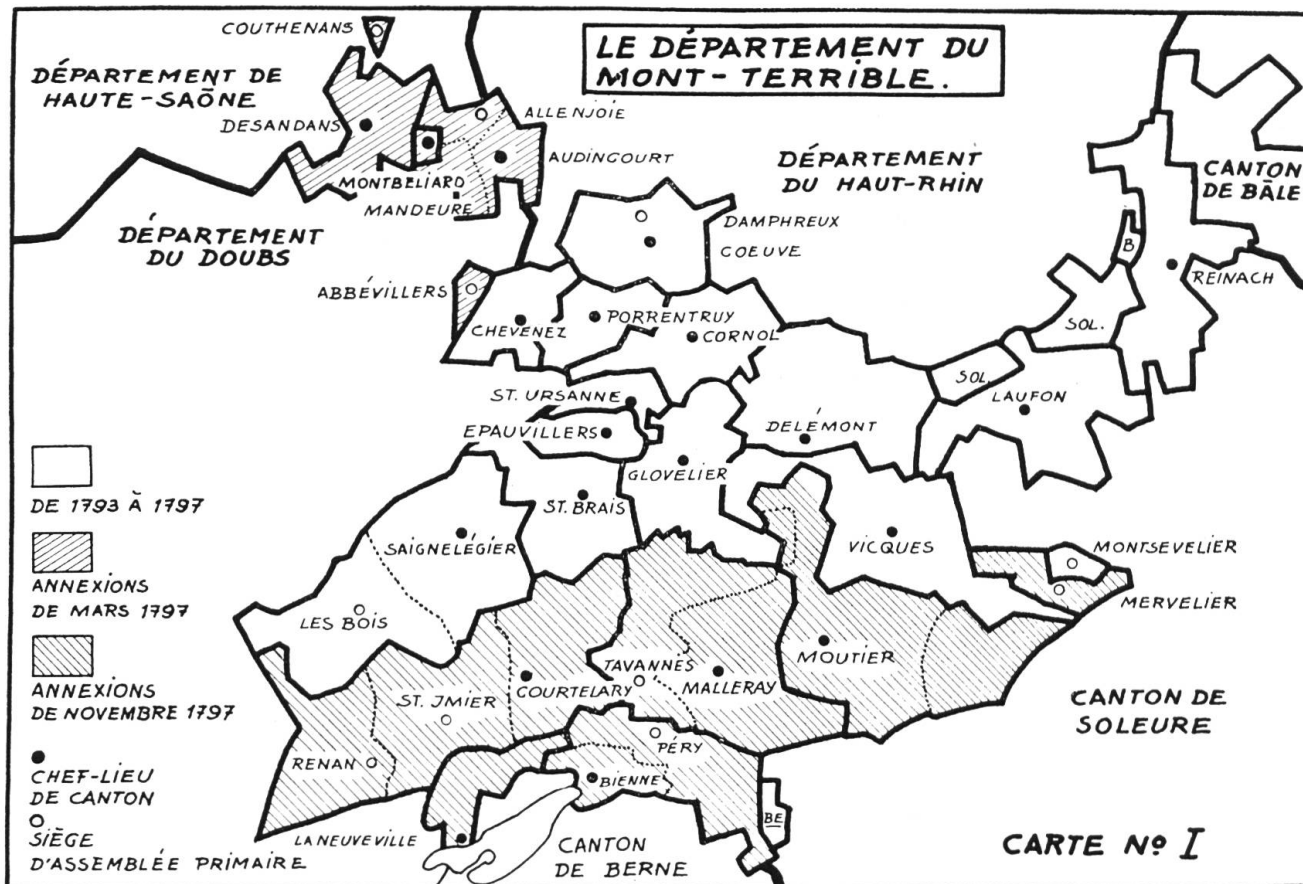 COUTHENANS
LE DÉPARTEMENT DU
MONT-TERRIBLE.
DÉPARTEMENT DE
HAUTE-SAÔNE
ALLENJOIE
DESANDANS
AUDINCOURT
MONTBÉLIARD
MANDEURE
DÉPARTEMENT
DU HAUT-RHIN
CANTON
DE BÂLE
DÉPARTEMENT
DU DOUBS
DAMPHREUX
COEUVE
B
REINACH
ABBÉVILLERS
CHEVENEZ
PORRENTRUY
CORNOL
SOL.
SOL.
ST. URSANNE
LAUFON
EPAUVILLERS
DELÉMONT
GLOVELIER
ST. BRAIS
DE 1793 À 1797
SAIGNELÉGIER
VICQUES
MONTSEVELIER
MERVELIER
ANNEXIONS
DE MARS 1797
LES BOIS
MOUTIER
TAVANNES
COURTELARY
MALLERAY
ANNEXIONS
DE NOVEMBRE 1797
ST. IMIER
CANTON DE
SOLEURE
PÉRY
RENAN
BIENNE
CHEF-LIEU
DE CANTON
BE
SIÈGE
D'ASSEMBLÉE PRIMAIRE
LA NEUVEVILLE
CANTON
DE BERNE
CARTE Nº I